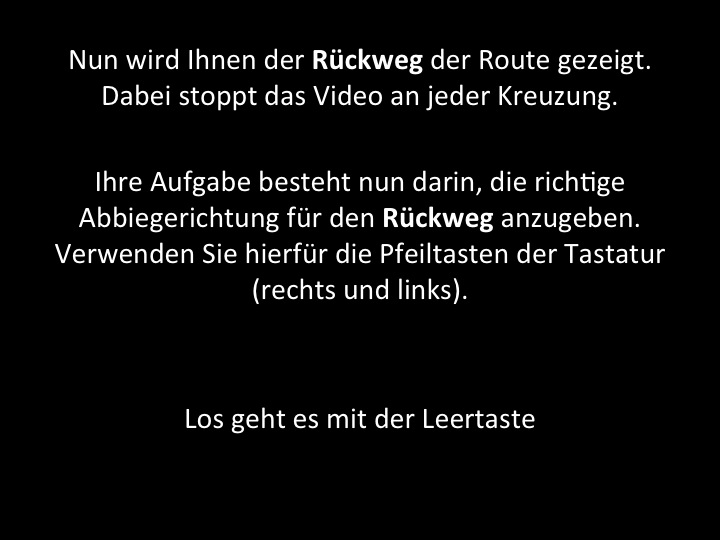 Nun wird Ihnen der Rückweg der Route gezeigt.
Dabei stoppt das Video an jeder Kreuzung.
Ihre Aufgabe besteht nun darin, die richtige
Abbiegerichtung für den Rückweg anzugeben.
Verwenden Sie hierfür die Pfeiltasten der Tastatur
(rechts und links).
Los geht es mit der Leertaste